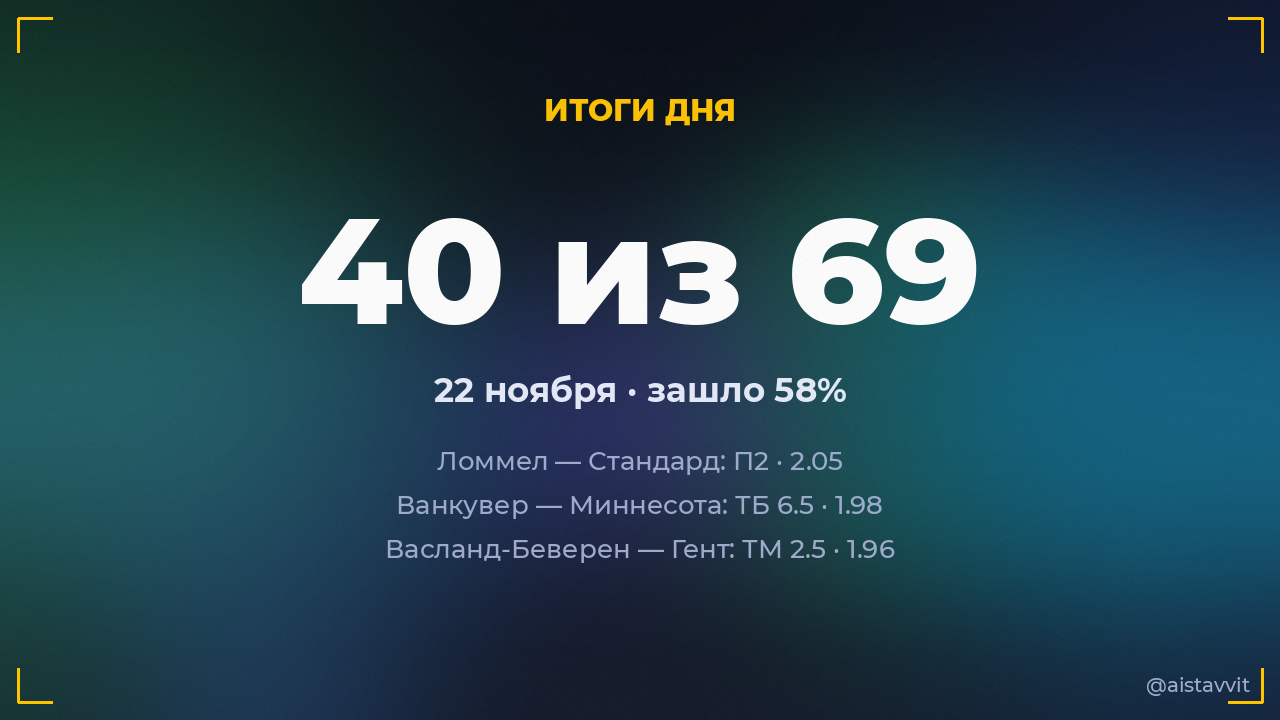 ИТОГИ ДНЯ
40 из 69
22 ноября · зашло 58%
Ломмел — Стандард: П2 · 2.05
Ванкувер — Миннесота: ТБ 6.5 · 1.98
Васланд-Беверен — Гент: ТМ 2.5 · 1.96
@aistavvit